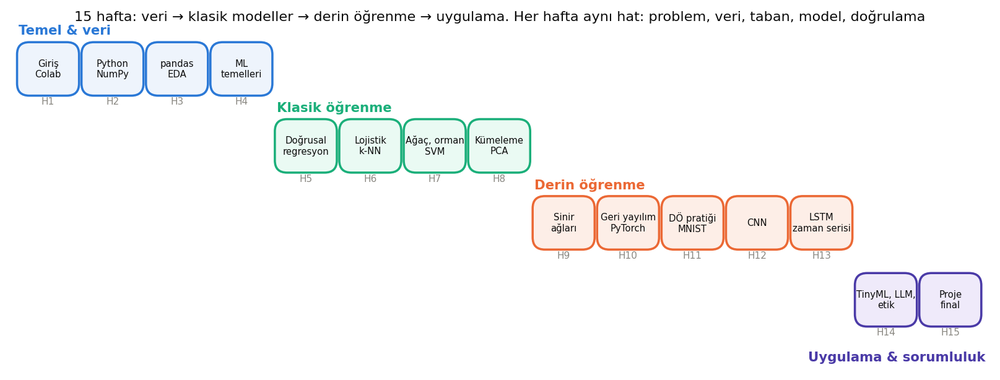 15 hafta: veri → klasik modeller → derin öğrenme → uygulama. Her hafta aynı hat: problem, veri, taban, model, doğrulama
Temel & veri
Giriş
Colab
H1
Python
NumPy
H2
pandas
EDA
H3
ML
temelleri
H4
Klasik öğrenme
Doğrusal
regresyon
H5
Lojistik
k-NN
H6
Ağaç, orman
SVM
H7
Kümeleme
PCA
H8
Derin öğrenme
Sinir
ağları
H9
Geri yayılım
PyTorch
H10
DÖ pratiği
MNIST
H11
CNN
H12
LSTM
zaman serisi
H13
TinyML, LLM,
etik
H14
Proje
final
H15
Uygulama & sorumluluk